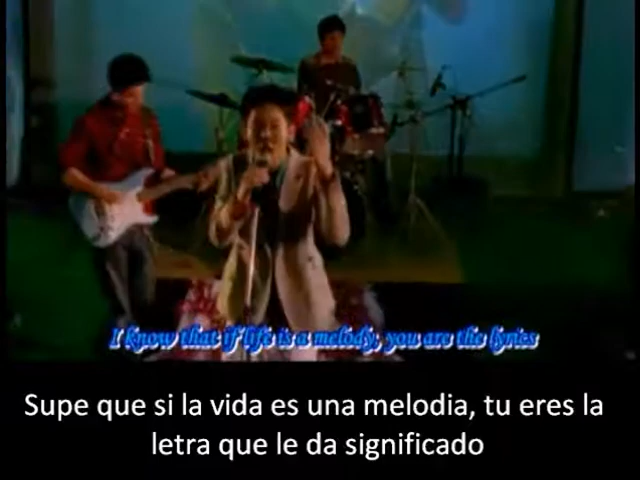 I know that if life is a melody, you are the lyrics
Supe que si la vida es una melodia, tu eres la
letra que le da significado